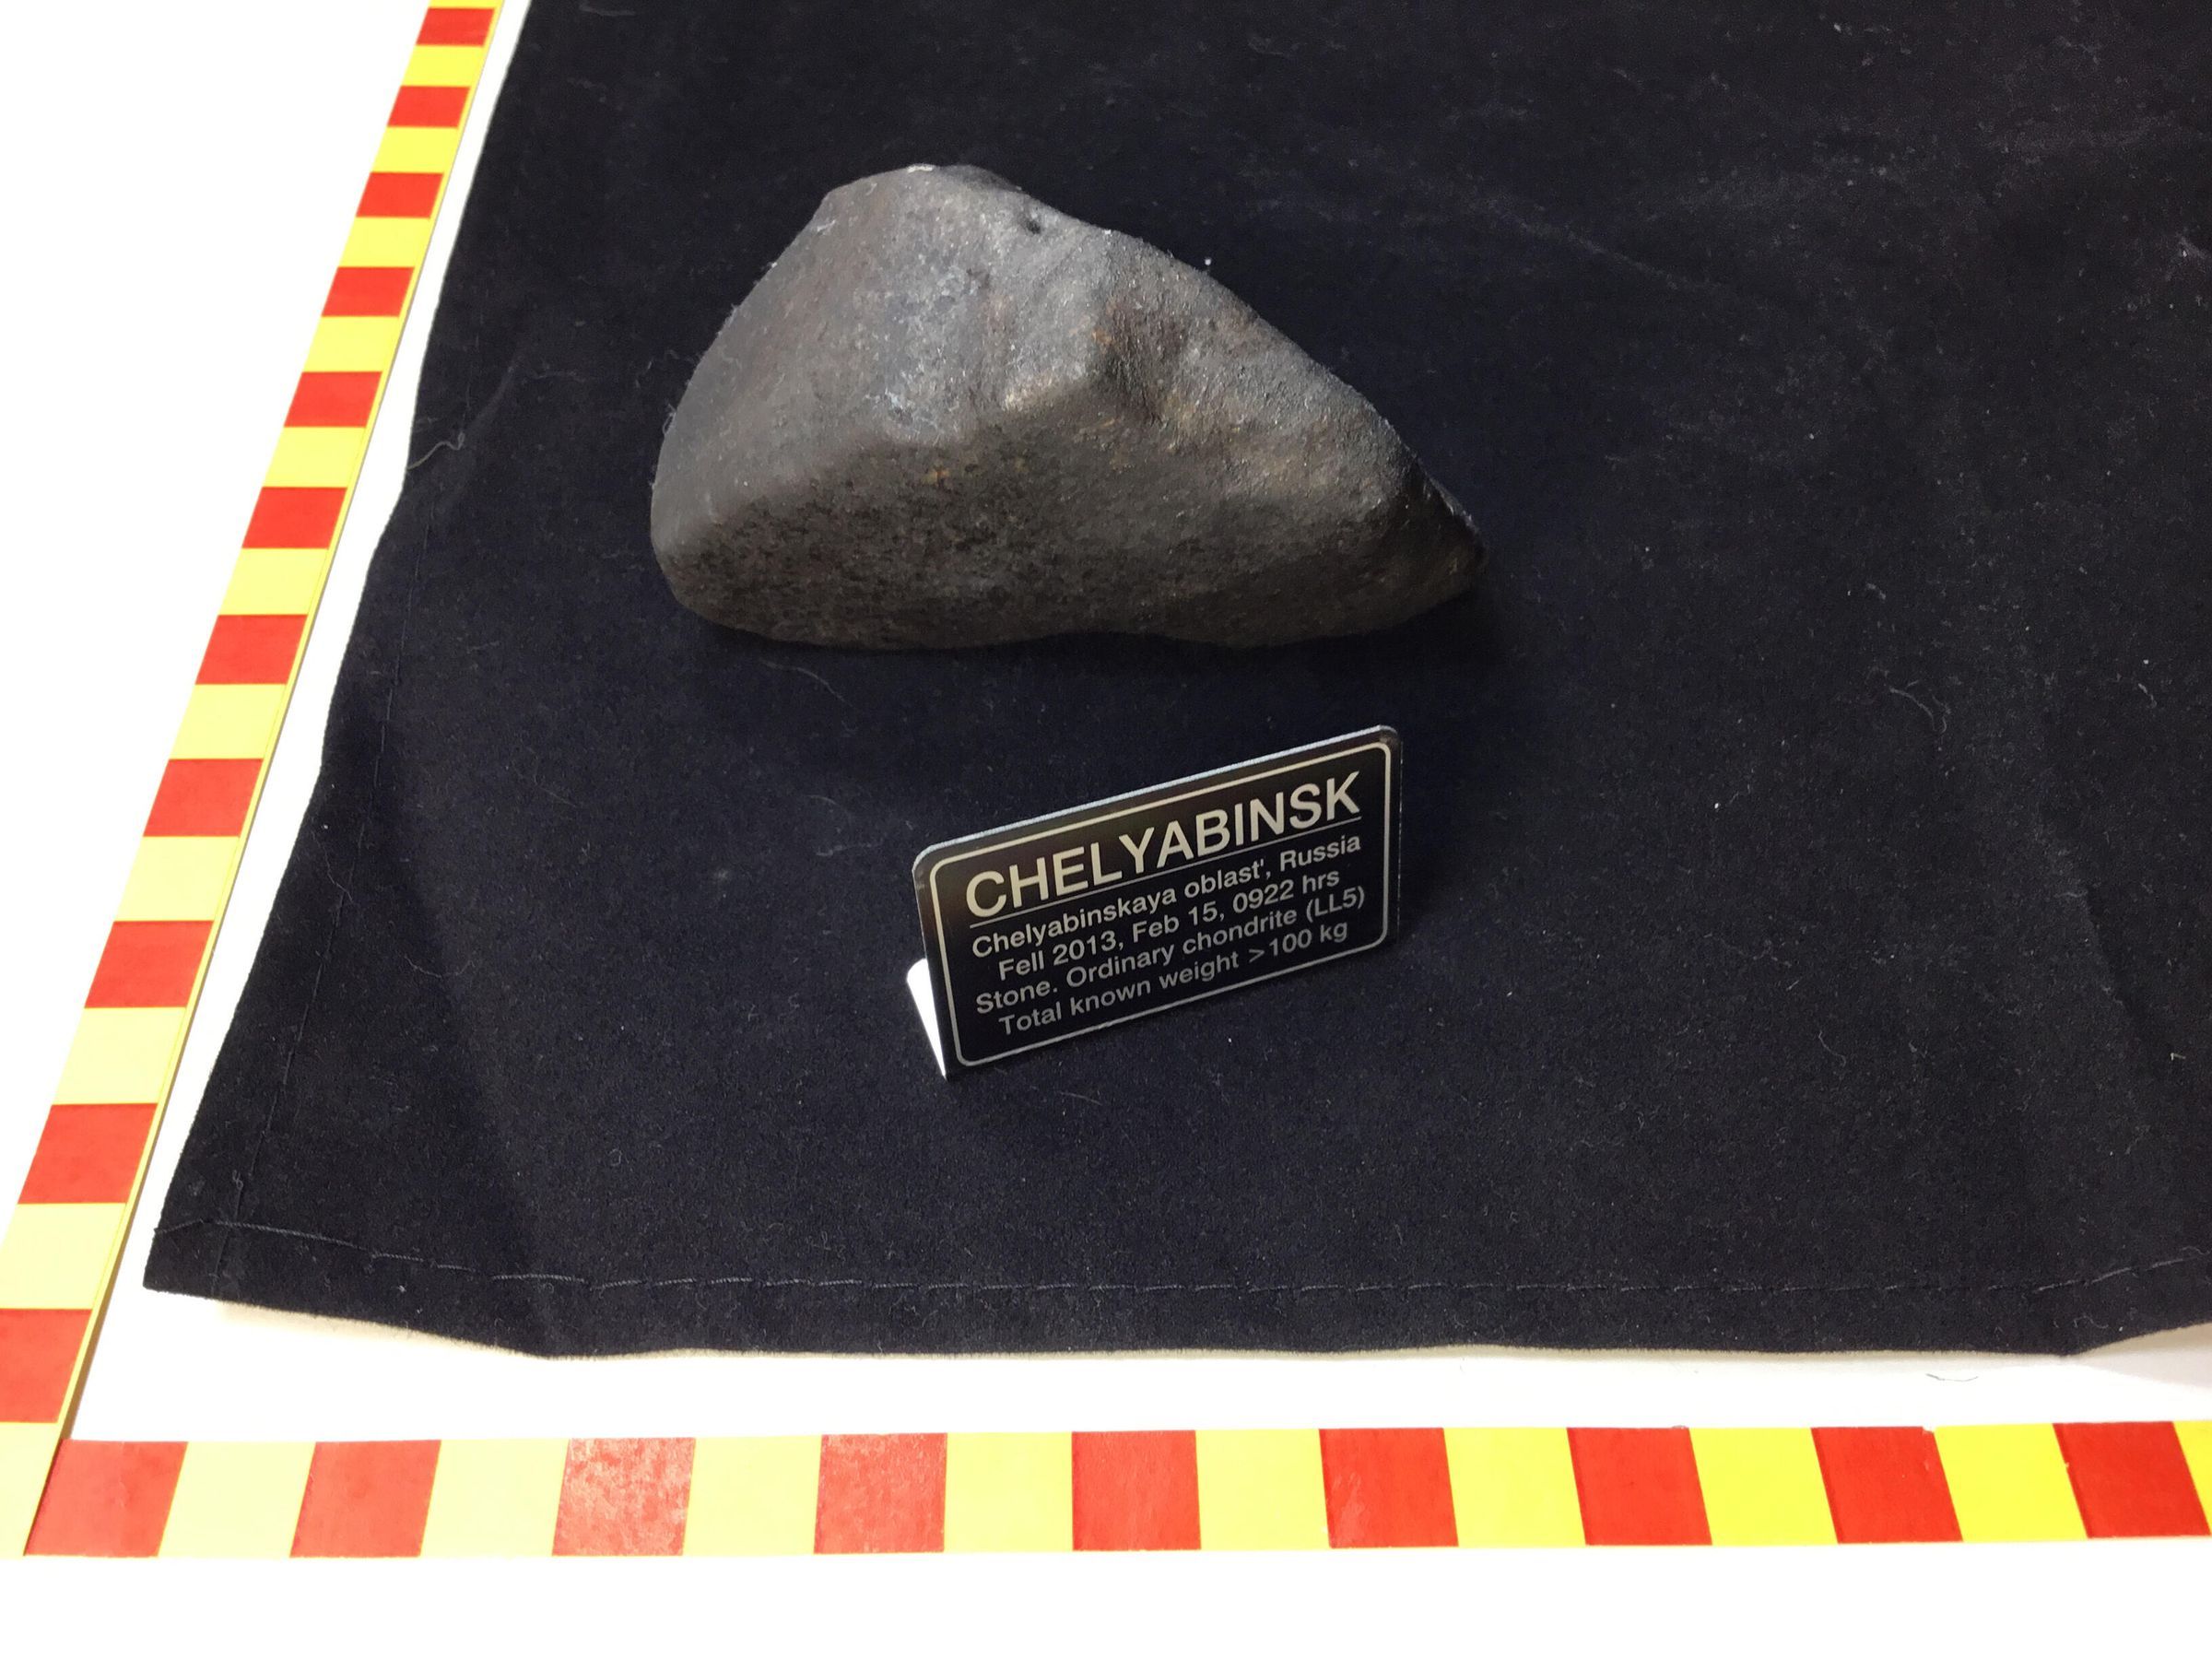 CHELYABINSK
Chelyabinskaya oblast', Russia
Fell 2013, Feb 15, 0922 hrs
Stone. Ordinary chondrite (LL5)
Total known weight >100 kg